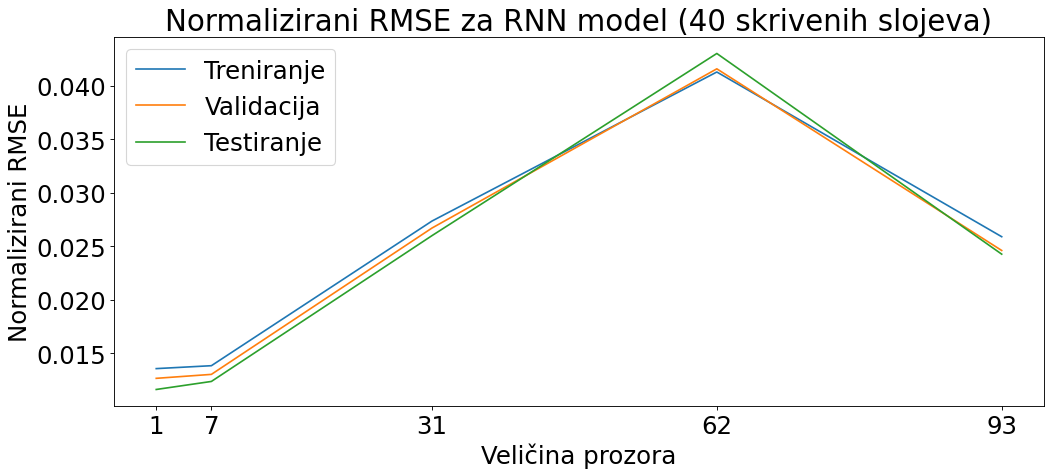 Normalizirani RMSE za RNN model (40 skrivenih slojeva)
Treniranje
Validacija
Testiranje
Normalizirani RMSE
0.040
0.035
0.030
0.025
0.020
0.015
1 7 31 62 93
Veličina prozora